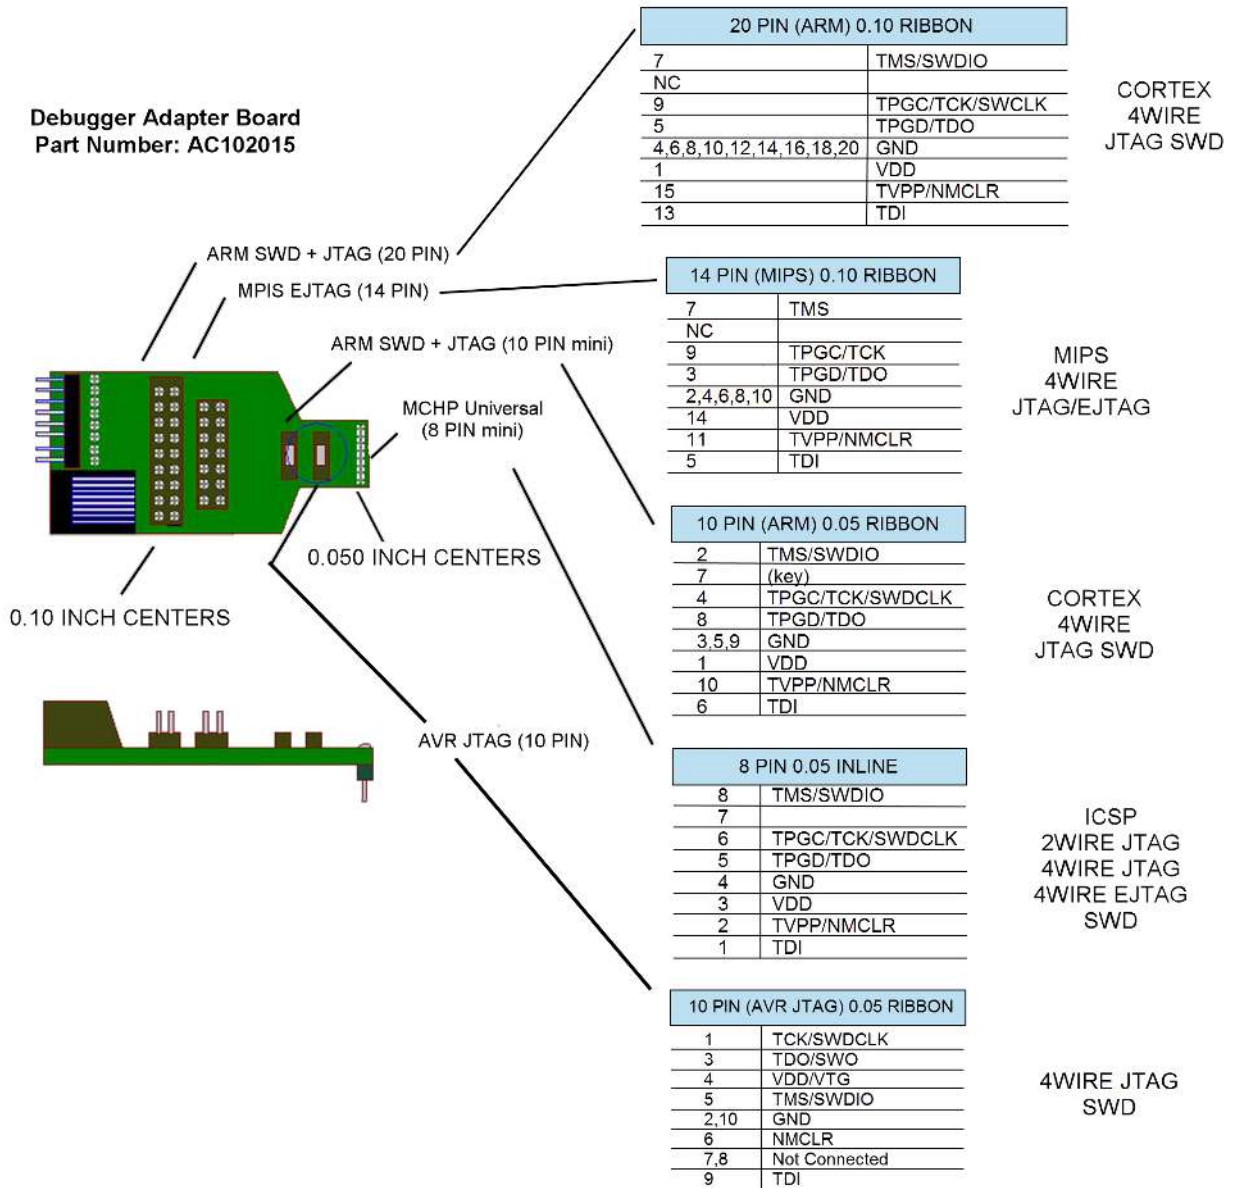 Debugger Adapter Board
Part Number: AC102015
ARM SWD + JTAG (20 PIN)
MPIS EJTAG (14 PIN)
ARM SWD + JTAG (10 PIN mini)
MCHP Universal
(8 PIN mini)
0.050 INCH CENTERS
0.10 INCH CENTERS
AVR JTAG (10 PIN)
20 PIN (ARM) 0.10 RIBBON
7 TMS/SWDIO
NC
9 TPGC/TCK/SWCLK
5 TPGD/TDO
4,6,8,10,12,14,16,18,20 GND
1 VDD
15 TVPP/NMCLR
13 TDI
CORTEX
4WIRE
JTAG SWD
14 PIN (MIPS) 0.10 RIBBON
7 TMS
NC
9 TPGC/TCK
3 TPGD/TDO
2,4,6,8,10 GND
14 VDD
11 TVPP/NMCLR
5 TDI
MIPS
4WIRE
JTAG/EJTAG
10 PIN (ARM) 0.05 RIBBON
2 TMS/SWDIO
7 (key)
4 TPGC/TCK/SWDCLK
8 TPGD/TDO
3,5,9 GND
1 VDD
10 TVPP/NMCLR
6 TDI
CORTEX
4WIRE
JTAG SWD
8 PIN 0.05 INLINE
8 TMS/SWDIO
7
6 TPGC/TCK/SWDCLK
5 TPGD/TDO
4 GND
3 VDD
2 TVPP/NMCLR
1 TDI
ICSP
2WIRE JTAG
4WIRE JTAG
4WIRE EJTAG
SWD
10 PIN (AVR JTAG) 0.05 RIBBON
1 TCK/SWDCLK
3 TDO/SWO
4 VDD/VTG
5 TMS/SWDIO
2,10 GND
6 NMCLR
7,8 Not Connected
9 TDI
4WIRE JTAG
SWD